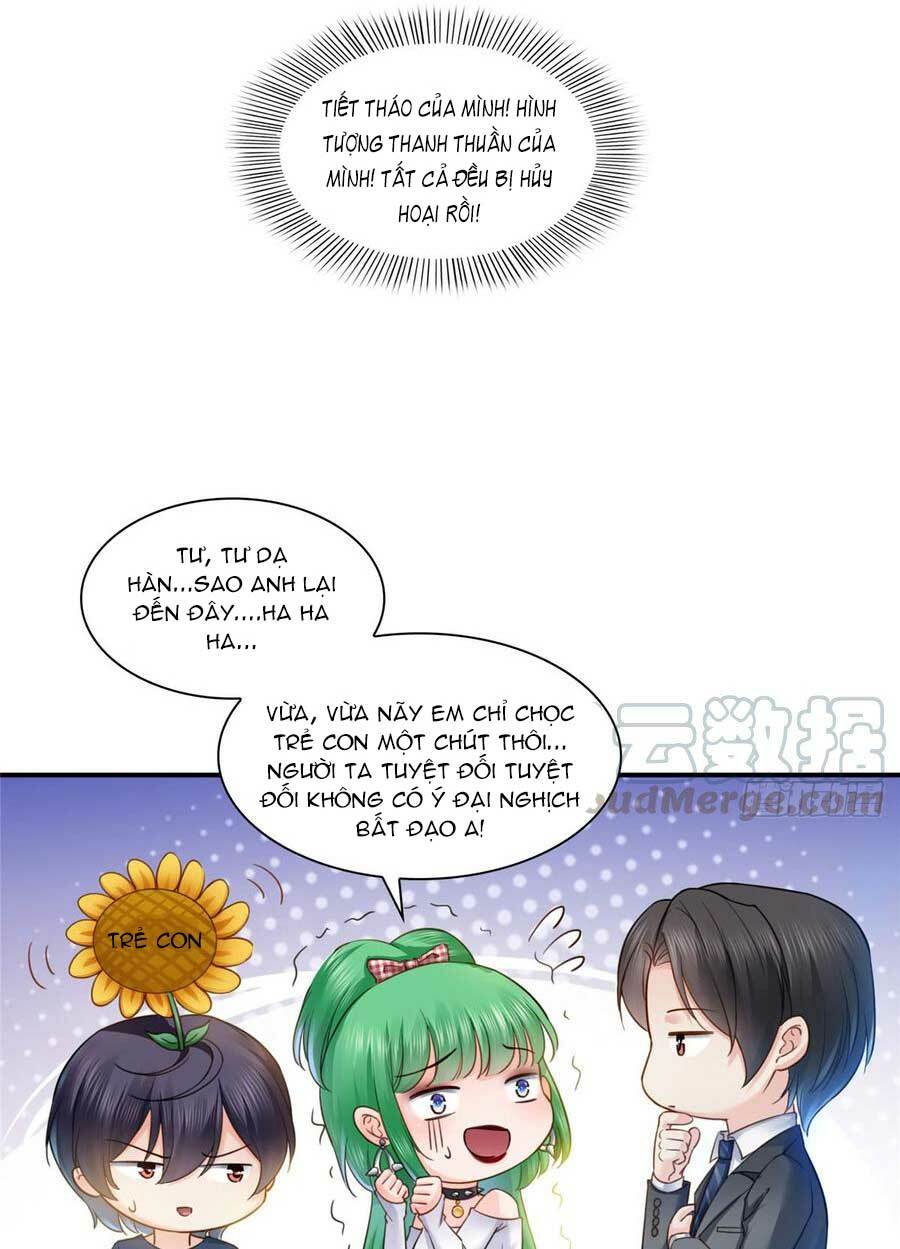 TIẾT THÁO CỦA MÌNH! HÌNH
TƯỢNG THANH THUẦN CỦA
MÌNH! TẤT CẢ ĐỀU BỊ HỦY
HOẠI RỒI!
TƯ, TƯ DẠ
HÀN...SAO ANH LẠI
ĐẾN ĐÂY....HA HA
HA...
VỪA, VỪA NÃY EM CHỈ CHỌC
TRẺ CON MỘT CHÚT THÔI...
NGƯỜI TA TUYỆT ĐỐI TUYỆT
ĐỐI KHÔNG CÓ Ý ĐẠI NGHỊCH
BẤT ĐẠO A!
云数据
sudMerge.com
TRẺ CON